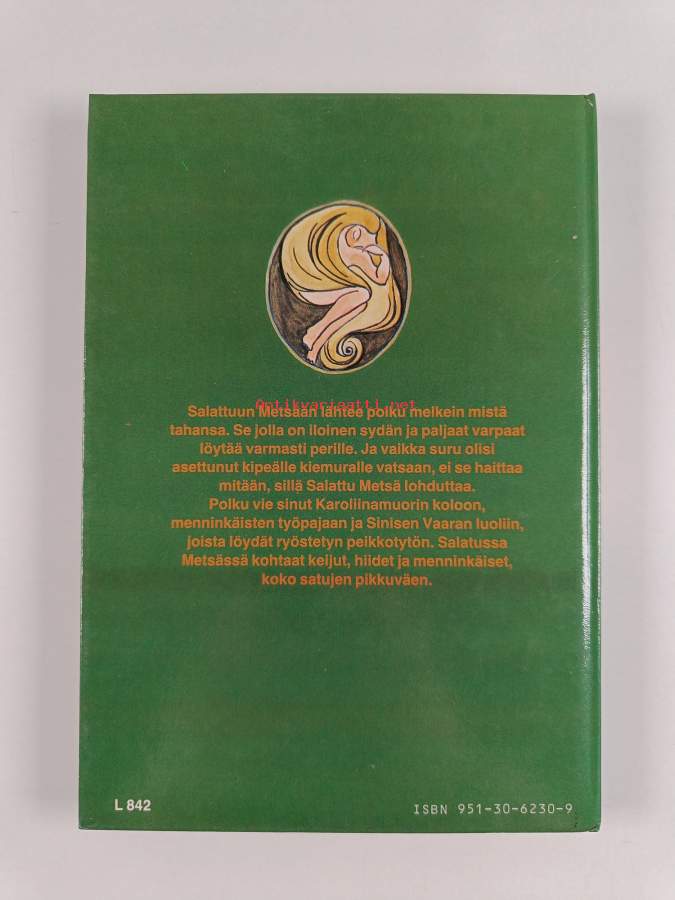 Antikvariaatti.net
Salattuun Metsään lähtee polku melkein mistä
tahansa. Se jolla on iloinen sydän ja paljaat varpaat
löytää varmasti perille. Ja vaikka suru olisi
asettunut kipeälle kiemuralle vatsaan, ei se haittaa
mitään, sillä Salattu Metsä lohduttaa.
Polku vie sinut Karoliinamuorin koloon,
menninkäisten työpajaan ja Sinisen Vaaran luoliin,
joista löydät ryöstetyn peikkotytön. Salatussa
Metsässä kohtaat keijut, hiidet ja menninkäiset,
koko satujen pikkuväen.
L 842
ISBN 951-30-6230-9